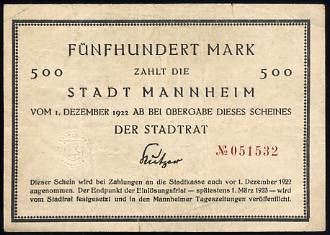 FÜNFHUNDERT MARK
500 ZAHLT DIE 500
STADT MANNHEIM
VOM 1. DEZEMBER 1922 AB BEI ÜBERGABE DIESES SCHEINES
DER STADTRAT
Kutzer
№ 051532
Dieser Schein wird bei Zahlungen an die Stadtkasse auch vor 1. Dezember 1922
angenommen. Der Endpunkt der Einlösungsfrist – spätestens 1. März 1923 – wird
vom Stadtrat festgesetzt und in den Mannheimer Tageszeitungen veröffentlicht.